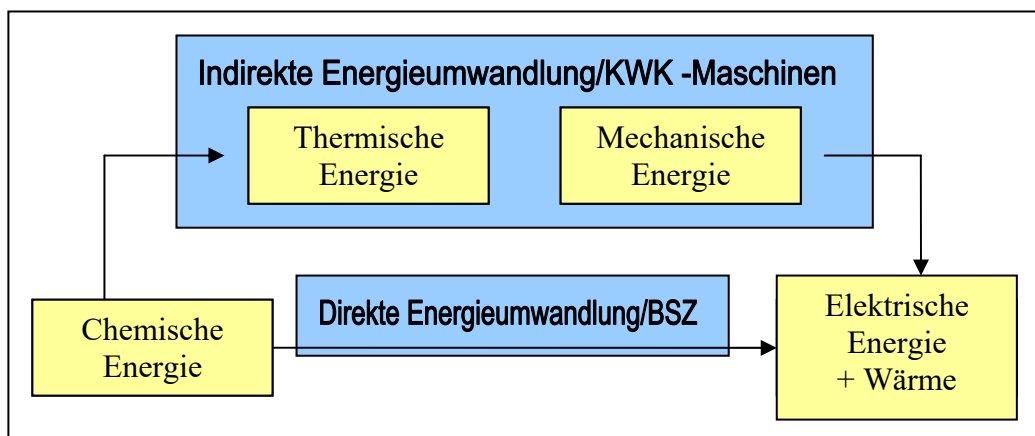 Indirekte Energieumwandlung/KWK -Maschinen
Thermische
Energie
Mechanische
Energie
Direkte Energieumwandlung/BSZ
Chemische
Energie
Elektrische
Energie
+ Wärme